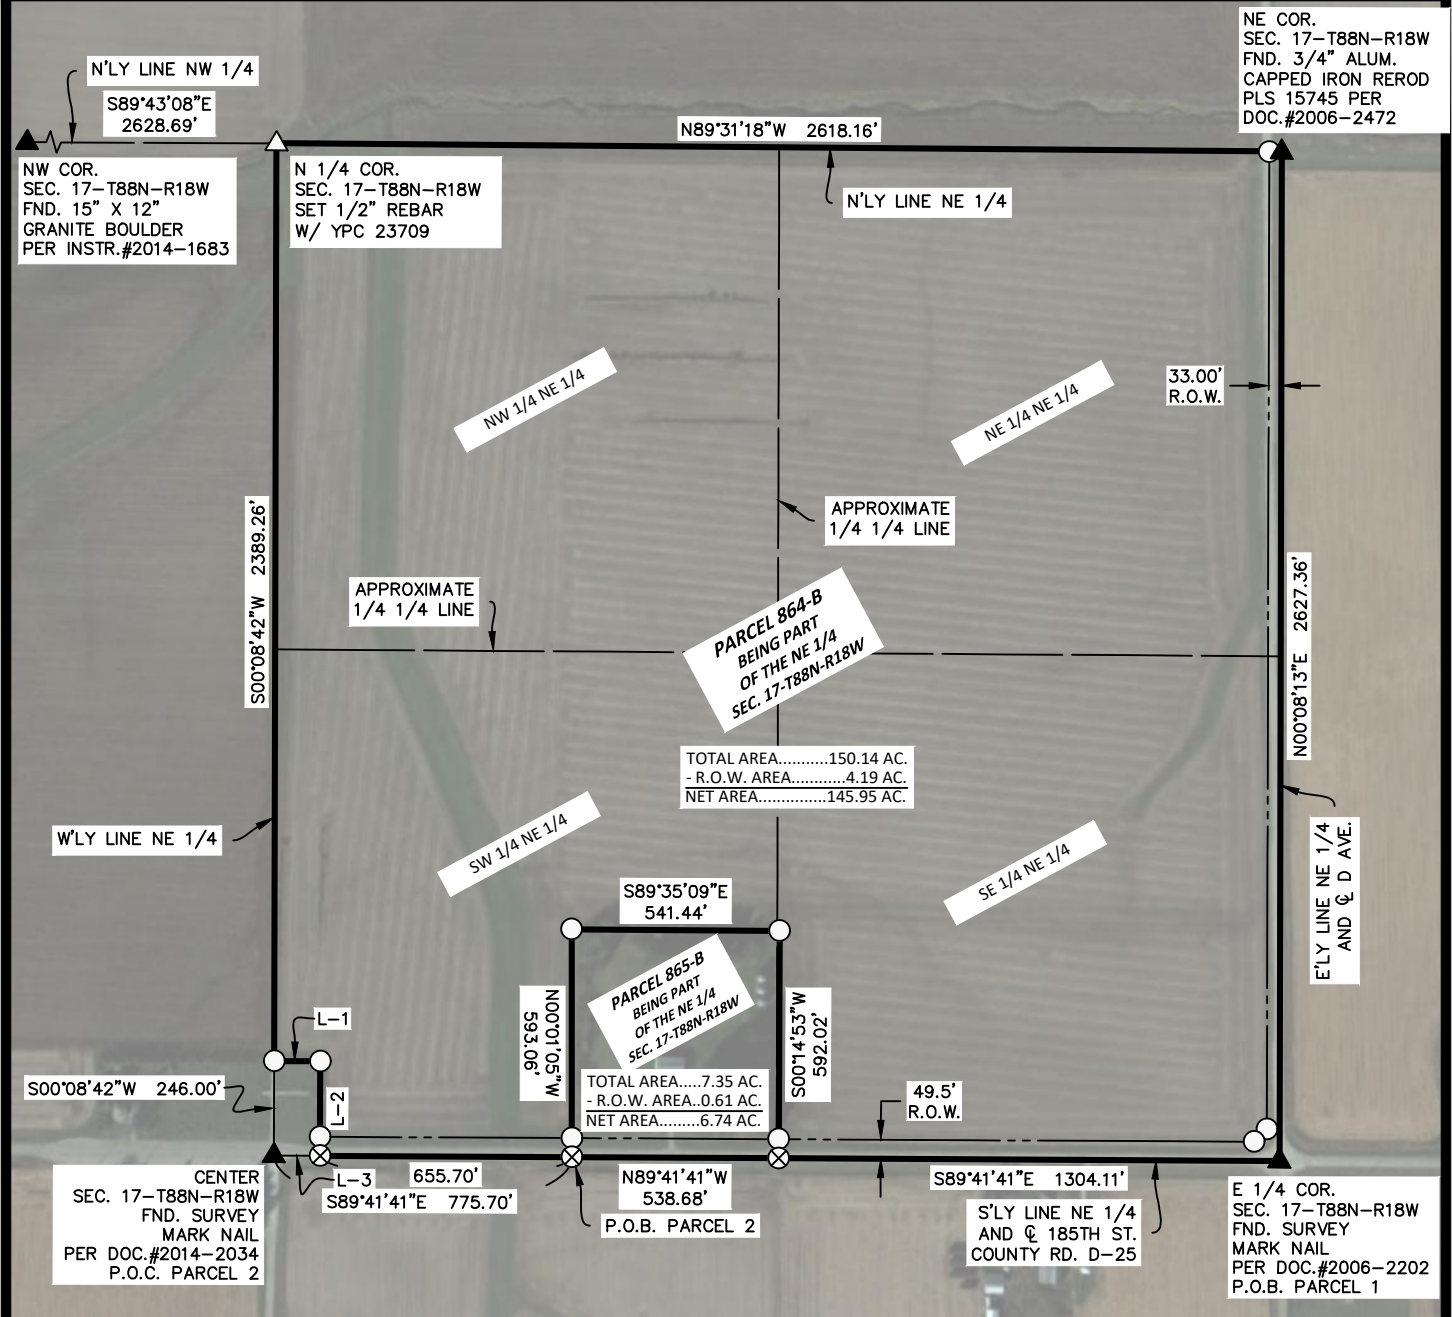 NE COR.
SEC. 17-T88N-R18W
FND. 3/4" ALUM.
CAPPED IRON REROD
PLS 15745 PER
DOC.#2006-2472
N'LY LINE NW 1/4
S89°43'08"E
2628.69'
N89°31'18"W 2618.16'
NW COR.
SEC. 17-T88N-R18W
FND. 15" X 12"
GRANITE BOULDER
PER INSTR.#2014-1683
N 1/4 COR.
SEC. 17-T88N-R18W
SET 1/2" REBAR
W/ YPC 23709
N'LY LINE NE 1/4
NW 1/4 NE 1/4
NE 1/4 NE 1/4
33.00'
R.O.W.
APPROXIMATE
1/4 1/4 LINE
S00°08'42"W 2389.26'
APPROXIMATE
1/4 1/4 LINE
N00°08'13"E 2627.36'
PARCEL 864-B
BEING PART
OF THE NE 1/4
SEC. 17-T88N-R18W
TOTAL AREA...........150.14 AC.
- R.O.W. AREA............4.19 AC.
NET AREA...............145.95 AC.
W'LY LINE NE 1/4
SW 1/4 NE 1/4
SE 1/4 NE 1/4
E'LY LINE NE 1/4
AND ℄ D AVE.
S89°35'09"E
541.44'
PARCEL 865-B
BEING PART
OF THE NE 1/4
SEC. 17-T88N-R18W
N00°01'05"W
593.06'
S00°14'53"W
592.02'
L-1
S00°08'42"W 246.00'
L-2
TOTAL AREA.....7.35 AC.
- R.O.W. AREA..0.61 AC.
NET AREA.........6.74 AC.
49.5'
R.O.W.
CENTER
SEC. 17-T88N-R18W
FND. SURVEY
MARK NAIL
PER DOC.#2014-2034
P.O.C. PARCEL 2
L-3
655.70'
S89°41'41"E 775.70'
N89°41'41"W
538.68'
P.O.B. PARCEL 2
S89°41'41"E 1304.11'
S'LY LINE NE 1/4
AND ℄ 185TH ST.
COUNTY RD. D-25
E 1/4 COR.
SEC. 17-T88N-R18W
FND. SURVEY
MARK NAIL
PER DOC.#2006-2202
P.O.B. PARCEL 1